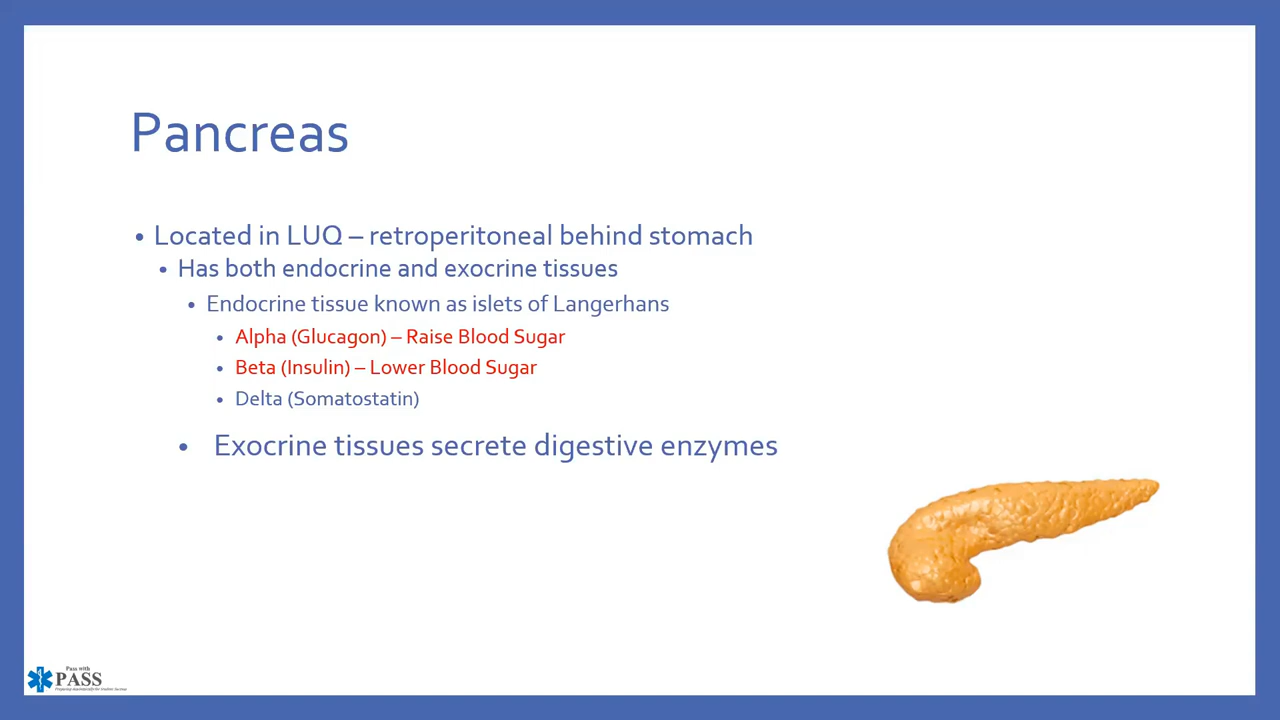 Pancreas
• Located in LUQ – retroperitoneal behind stomach
• Has both endocrine and exocrine tissues
• Endocrine tissue known as islets of Langerhans
• Alpha (Glucagon) – Raise Blood Sugar
• Beta (Insulin) – Lower Blood Sugar
• Delta (Somatostatin)
• Exocrine tissues secrete digestive enzymes
Pass with
PASS